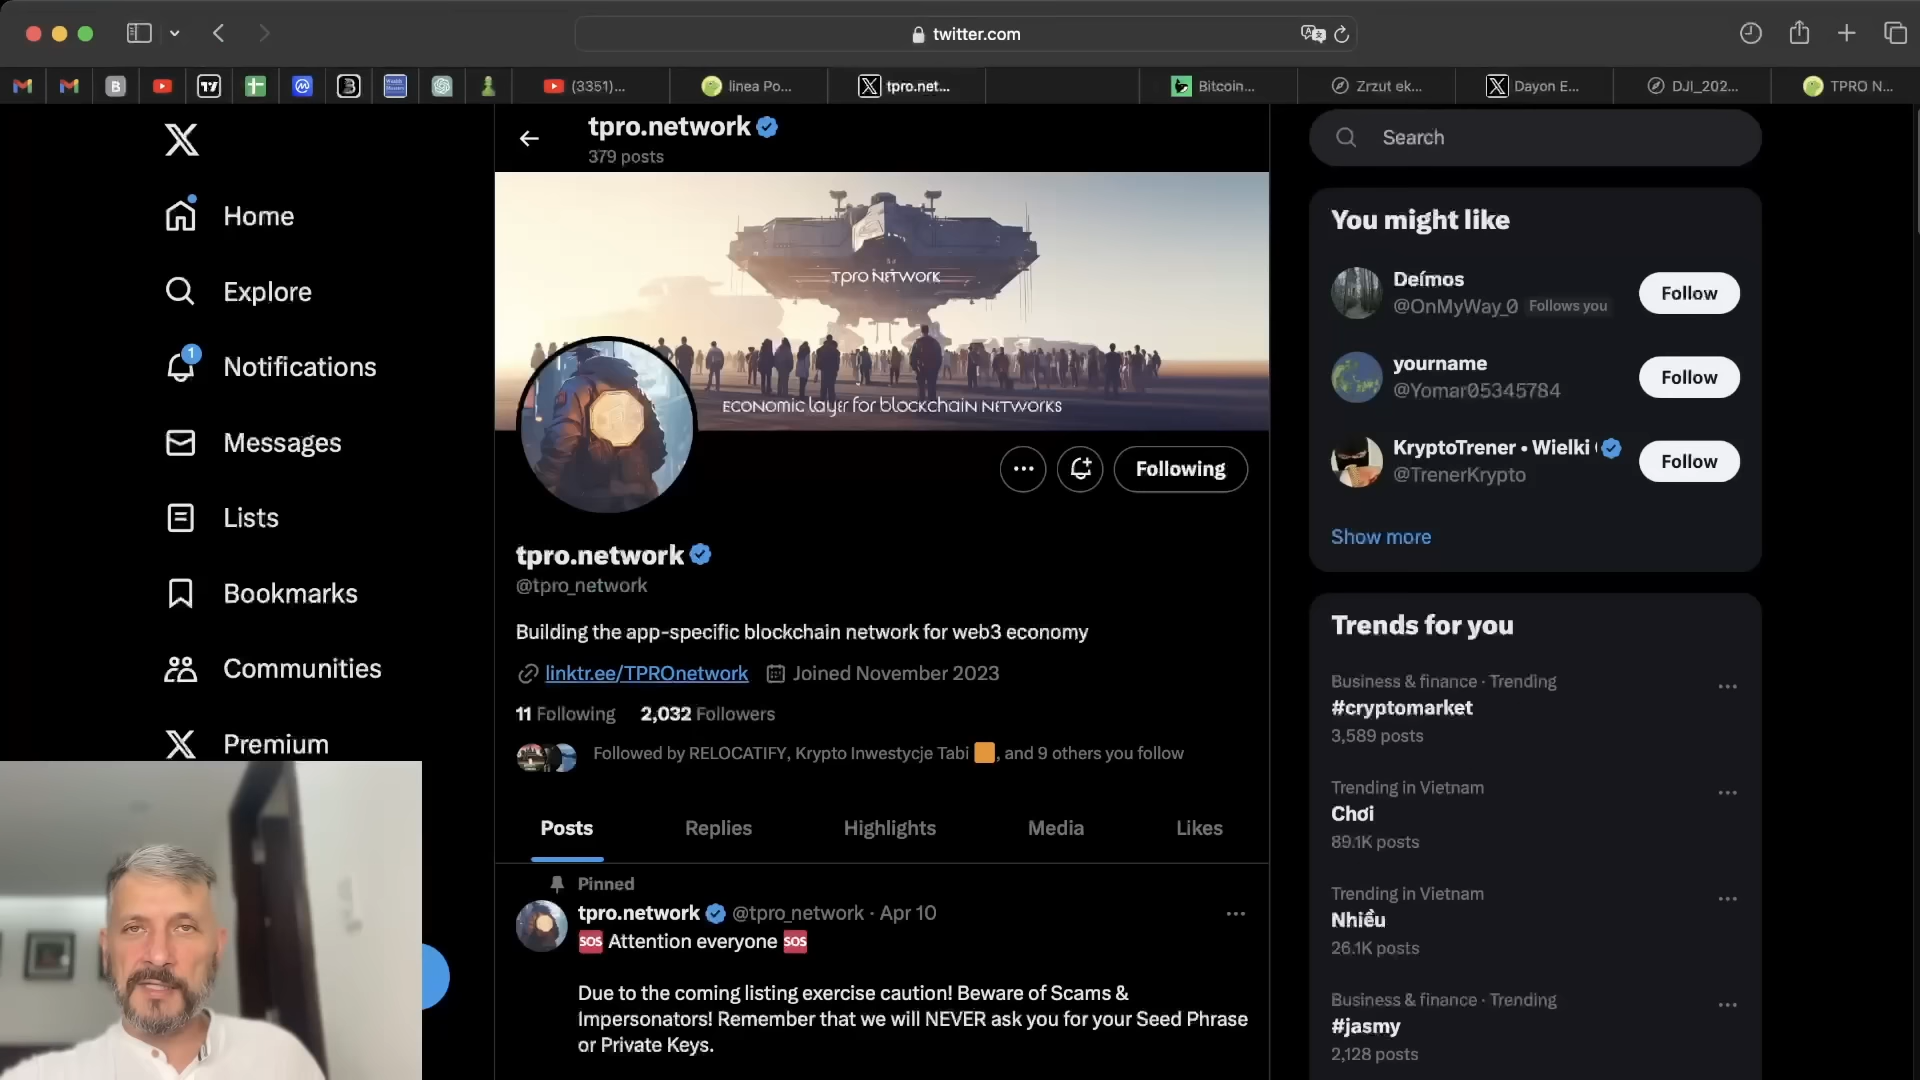 twitter.com
(3351)...
linea Po...
tpro.net...
Bitcoin...
Zrzut ek...
Dayon E...
DJI_202...
TPRO N...
Home
Explore
1
Notifications
Messages
Lists
Bookmarks
Communities
Premium
tpro.network
379 posts
TPRO NETWORK
ECONOMIC layer for blockchain NETWORKS
Following
tpro.network
@tpro_network
Building the app-specific blockchain network for web3 economy
linktr.ee/TPROnetwork Joined November 2023
11 Following 2,032 Followers
Followed by RELOCATIFY, Krypto Inwestycje Tabi 🟧, and 9 others you follow
Posts Replies Highlights Media Likes
Pinned
tpro.network @tpro_network · Apr 10
🆘 Attention everyone 🆘
Due to the coming listing exercise caution! Beware of Scams &
Impersonators! Remember that we will NEVER ask you for your Seed Phrase
or Private Keys.
Search
You might like
Deímos
@OnMyWay_0 Follows you
Follow
yourname
@Yomar05345784
Follow
KryptoTrener • Wielki
@TrenerKrypto
Follow
Show more
Trends for you
Business & finance · Trending
#cryptomarket
3,589 posts
Trending in Vietnam
Chơi
89.1K posts
Trending in Vietnam
Nhiều
26.1K posts
Business & finance · Trending
#jasmy
2,128 posts